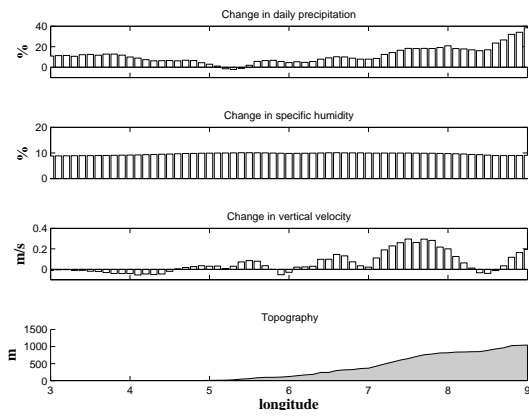 Change in daily precipitation
40
20
0
%
Change in specific humidity
20
10
0
%
Change in vertical velocity
0.4
0.2
0
m/s
Topography
1500
1000
500
0
m
3 4 5 6 7 8 9
longitude